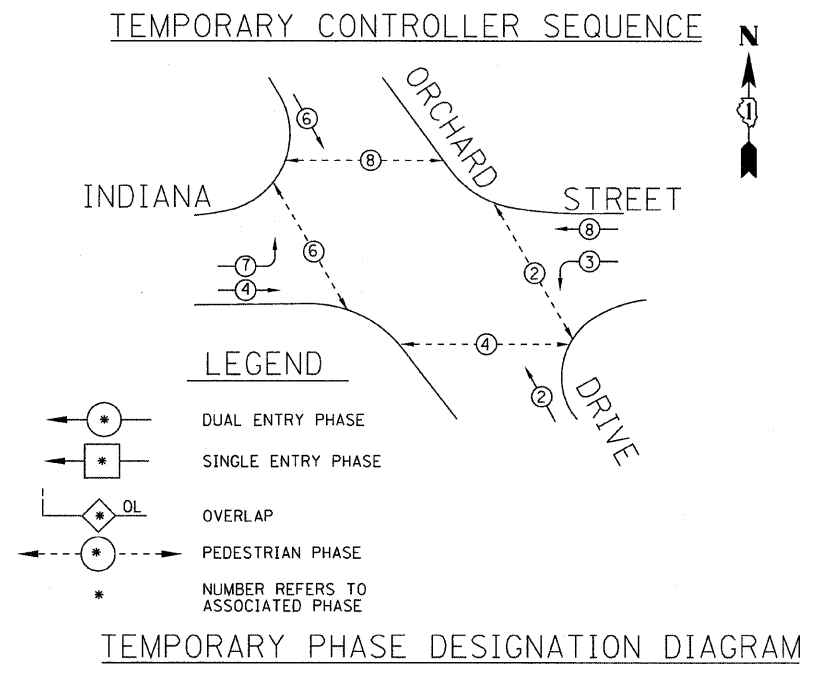 TEMPORARY CONTROLLER SEQUENCE
N
1
ORCHARD
6
8
INDIANA
STREET
8
7
6
2
3
4
4
2
DRIVE
LEGEND
* DUAL ENTRY PHASE
* SINGLE ENTRY PHASE
* OL OVERLAP
* PEDESTRIAN PHASE
* NUMBER REFERS TO
ASSOCIATED PHASE
TEMPORARY PHASE DESIGNATION DIAGRAM